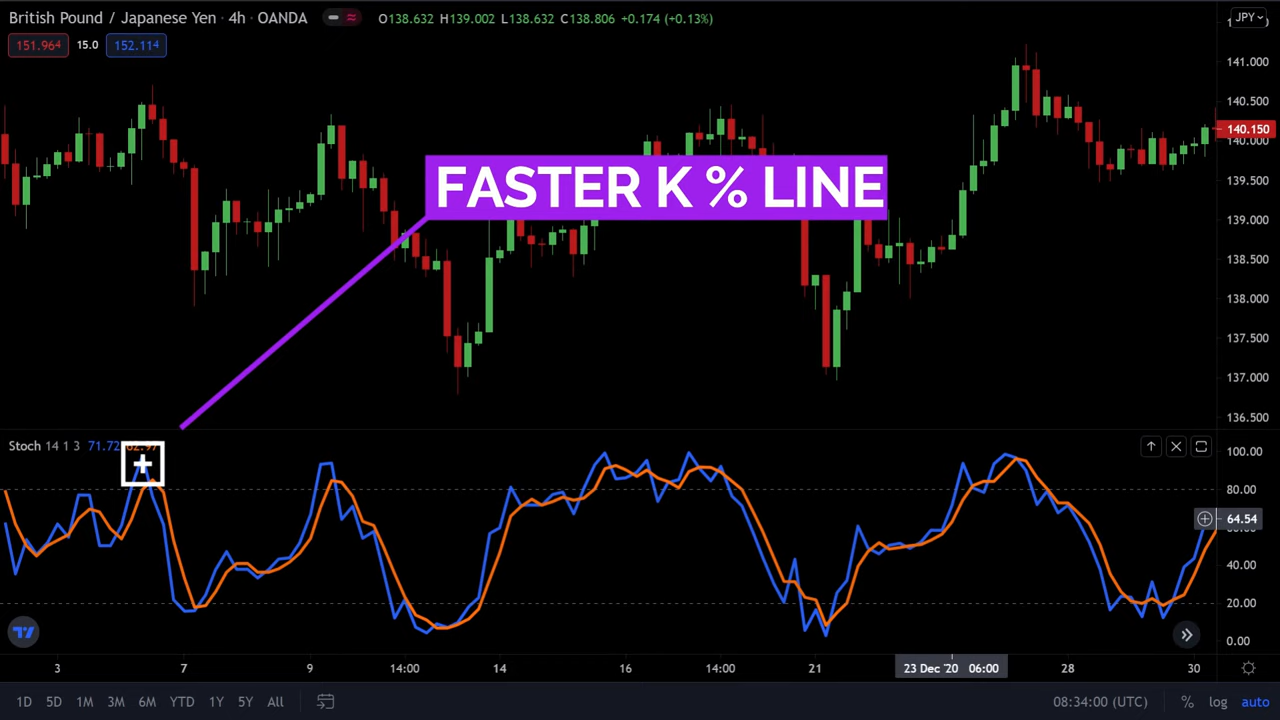 British Pound / Japanese Yen · 4h · OANDA
O138.632 H139.002 L138.632 C138.806 +0.174 (+0.13%)
JPY
151.964 15.0 152.114
141.000
140.500
140.150
140.000
139.500
139.000
138.500
138.000
137.500
137.000
136.500
FASTER K % LINE
Stoch 14 1 3 71.72
100.00
80.00
64.54
40.00
20.00
0.00
3 7 9 14:00 14 16 14:00 21 23 Dec '20 06:00 28 30
1D 5D 1M 3M 6M YTD 1Y 5Y All
08:34:00 (UTC) % log auto